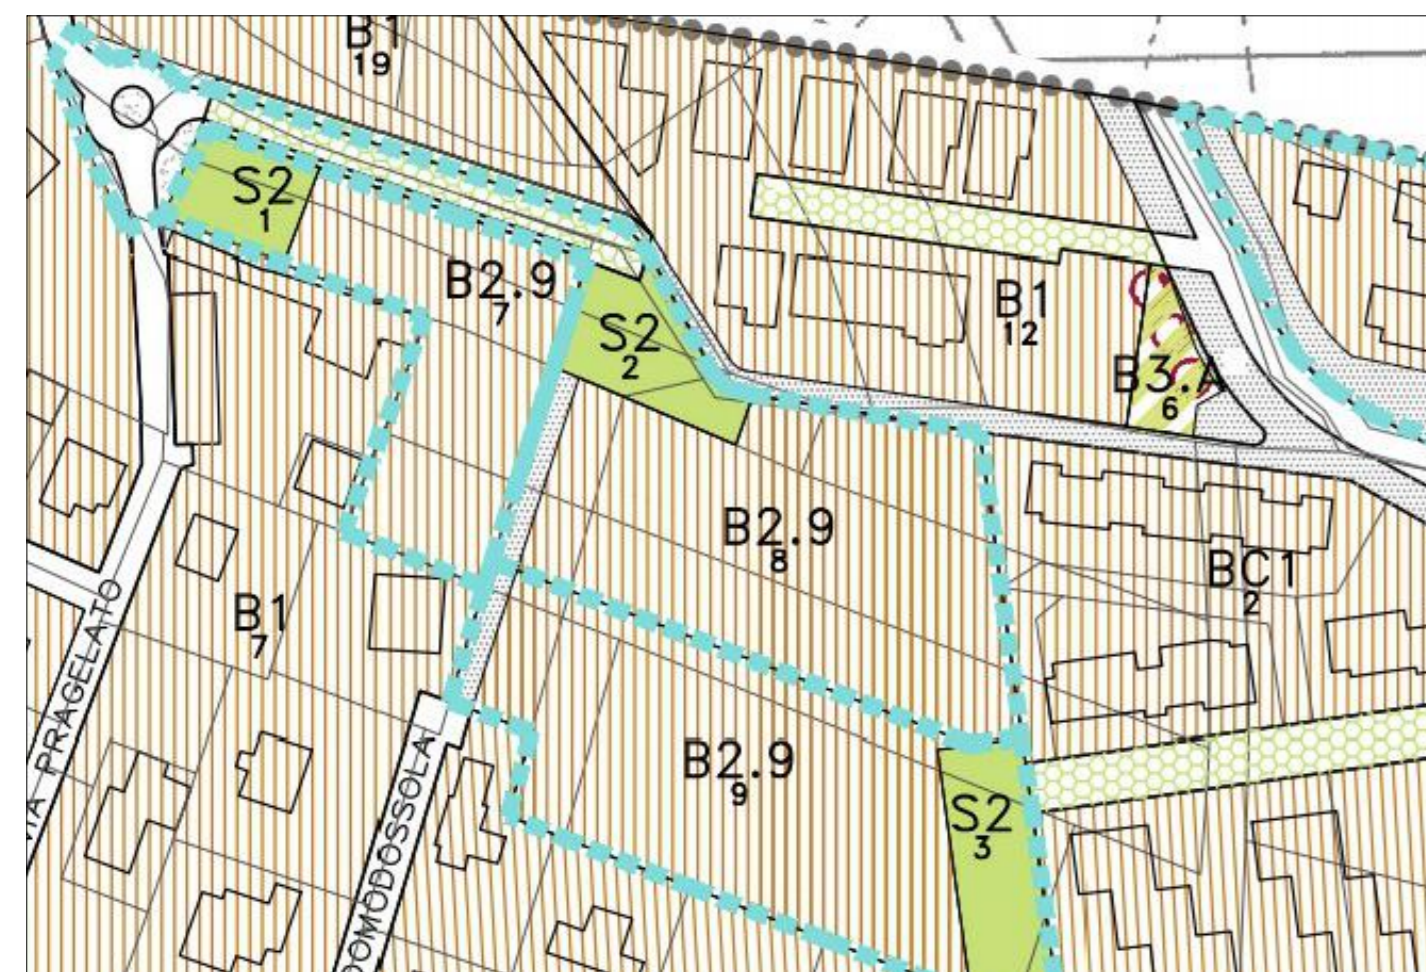 B1
19
S2
1
B2.9
7
S2
2
B1
12
B3.A
6
B2.9
8
BC1
2
B1
7
VIA PRAGELATO
B2.9
9
S2
3
DOMODOSSOLA